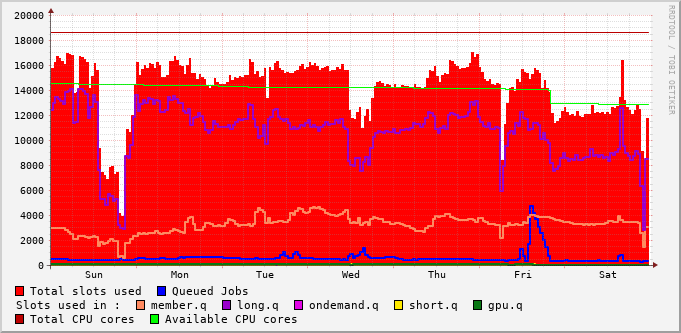 20000
18000
16000
14000
12000
10000
8000
6000
4000
2000
0
Sun Mon Tue Wed Thu Fri Sat
RRDTOOL / TOBI OETIKER
Total slots used Queued Jobs
Slots used in : member.q long.q ondemand.q short.q gpu.q
Total CPU cores Available CPU cores